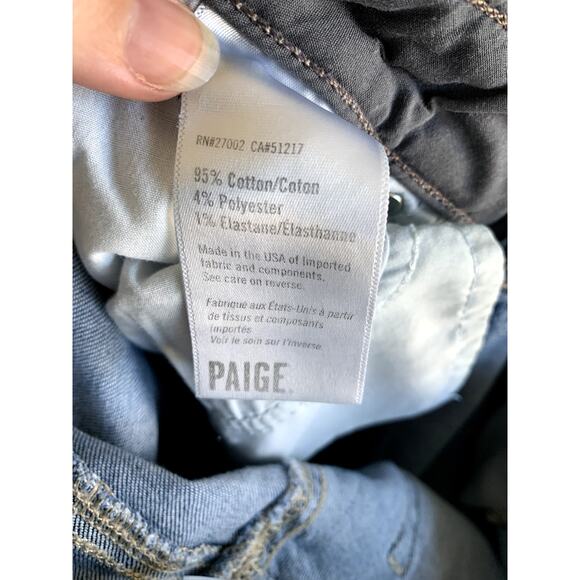 RN#27002 CA#51217
95% Cotton/Coton
4% Polyester
1% Elastane/Elasthanne
Made in the USA of Imported
fabric and components.
See care on reverse.
Fabriqué aux États-Unis à partir
de tissus et composants
importés
Voir le soin sur l'inverse.
PAIGE